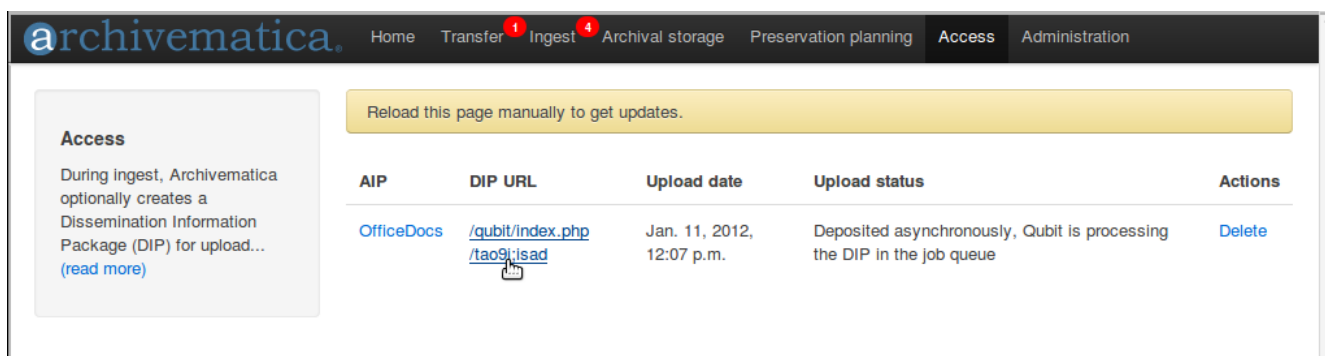 archivematica®
Home Transfer 1 Ingest 4 Archival storage Preservation planning Access Administration
Reload this page manually to get updates.
Access
During ingest, Archivematica
optionally creates a
Dissemination Information
Package (DIP) for upload...
(read more)
AIP DIP URL Upload date Upload status Actions
OfficeDocs /qubit/index.php Jan. 11, 2012, Deposited asynchronously, Qubit is processing Delete
/tao9j;isad 12:07 p.m. the DIP in the job queue